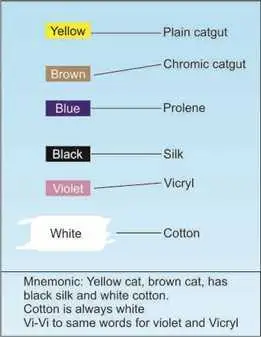 Yellow Plain catgut
Brown Chromic catgut
Blue Prolene
Black Silk
Violet Vicryl
White Cotton
Mnemonic: Yellow cat, brown cat, has
black silk and white cotton.
Cotton is always white
Vi-Vi to same words for violet and Vicryl